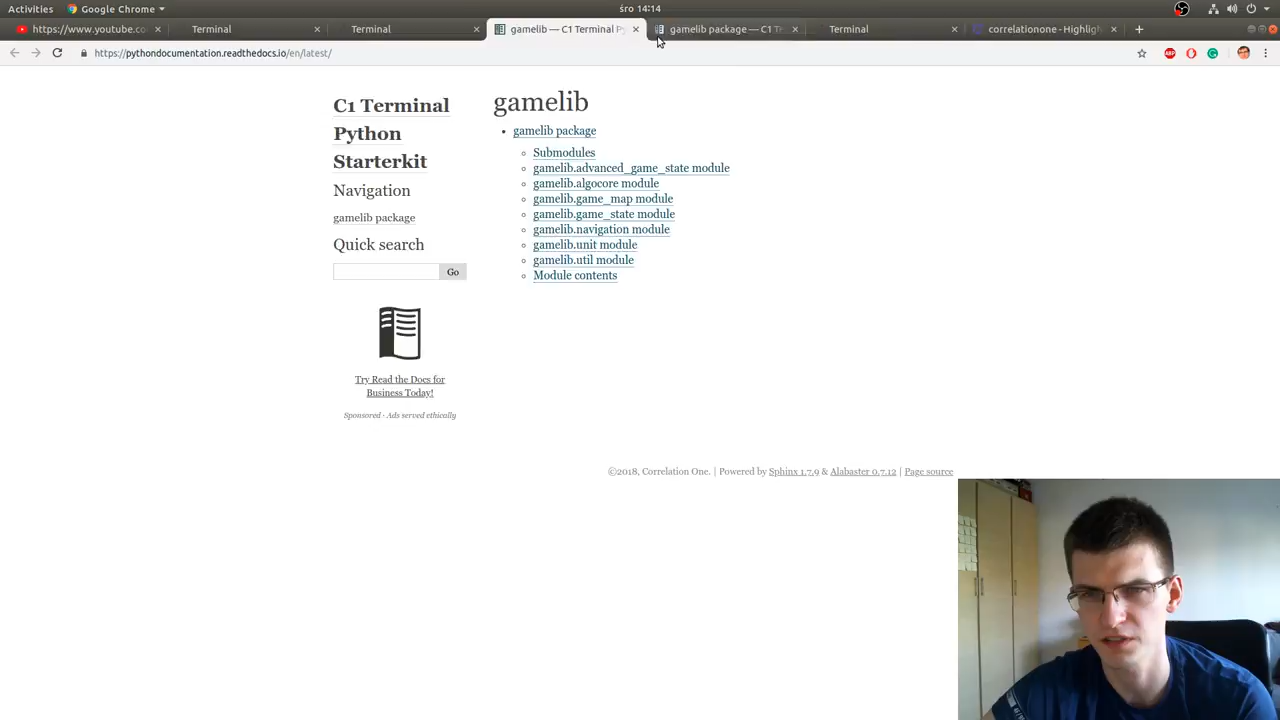 Activities Google Chrome śro 14:14
https://www.youtube.co Terminal Terminal gamelib — C1 Terminal Py gamelib package — C1 Te Terminal correlationone - Highlig
https://pythondocumentation.readthedocs.io/en/latest/
C1 Terminal
Python
Starterkit
Navigation
gamelib package
Quick search
Go
Try Read the Docs for
Business Today!
Sponsored · Ads served ethically
gamelib
gamelib package
Submodules
gamelib.advanced_game_state module
gamelib.algocore module
gamelib.game_map module
gamelib.game_state module
gamelib.navigation module
gamelib.unit module
gamelib.util module
Module contents
©2018, Correlation One. | Powered by Sphinx 1.7.9 & Alabaster 0.7.12 | Page source